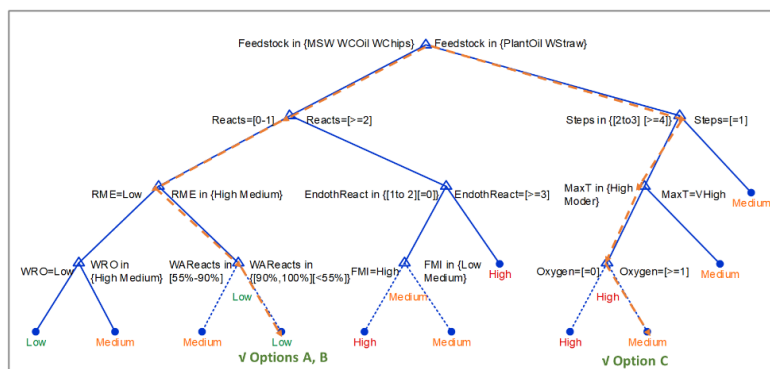 Feedstock in {MSW WCOil WChips} Feedstock in {PlantOil WStraw}
Reacts=[0-1] Reacts=[>=2] Steps in {[2to3] [>=4]} Steps=[=1]
RME=Low RME in {High Medium} EndothReact in {[1to 2][=0]} EndothReact=[>=3] MaxT in {High
Moder} MaxT=VHigh
Medium
WRO=Low WRO in
{High Medium} WAReacts in
[55%-90%] WAReacts in
{[90%,100%][<55%]} FMI=High FMI in {Low
Medium} High Oxygen=[=0] Oxygen=[>=1] Medium
Low Medium High
Low Medium Medium Low High Medium High Medium
√ Options A, B √ Option C